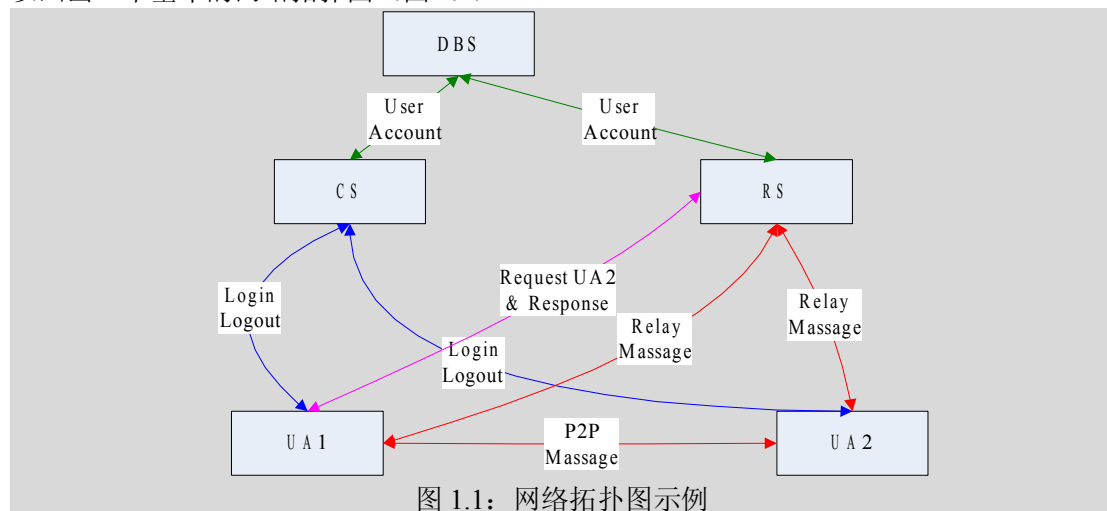 DBS
User
Account
User
Account
CS
RS
Request UA2
& Response
Login
Logout
Relay
Massage
Relay
Massage
Login
Logout
UA1
P2P
Massage
UA2
图 1.1：网络拓扑图示例